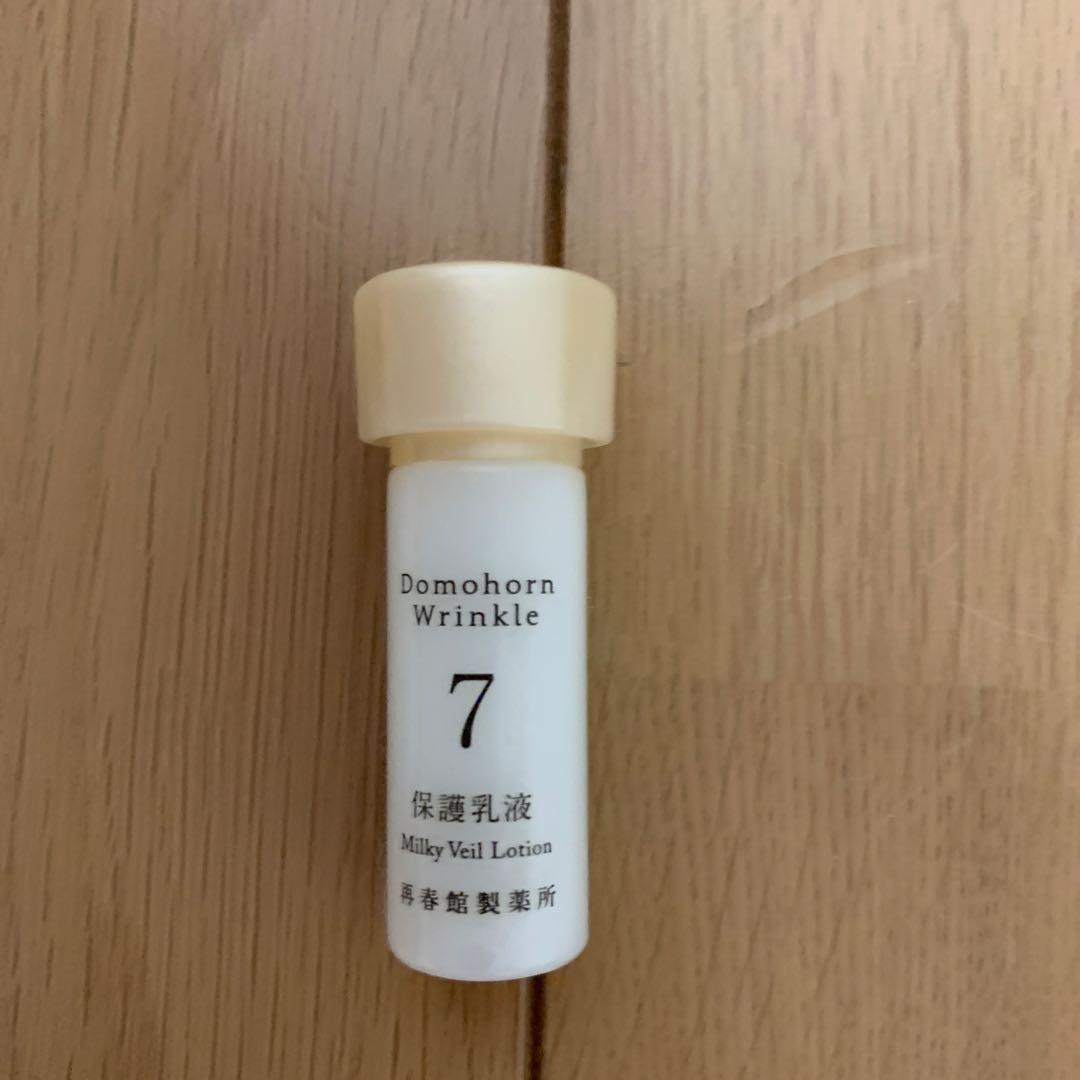 Domohorn
Wrinkle
7
保護乳液
Milky Veil Lotion
再春館製薬所